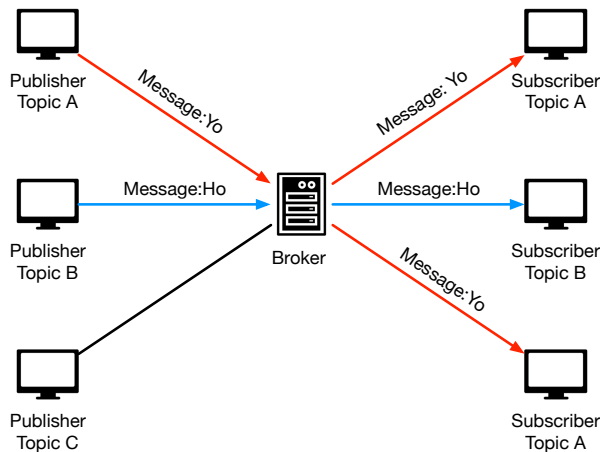 Publisher
Topic A
Message:Yo
Message: Yo
Subscriber
Topic A
Publisher
Topic B
Message:Ho
Broker
Message:Ho
Subscriber
Topic B
Message:Yo
Publisher
Topic C
Subscriber
Topic A